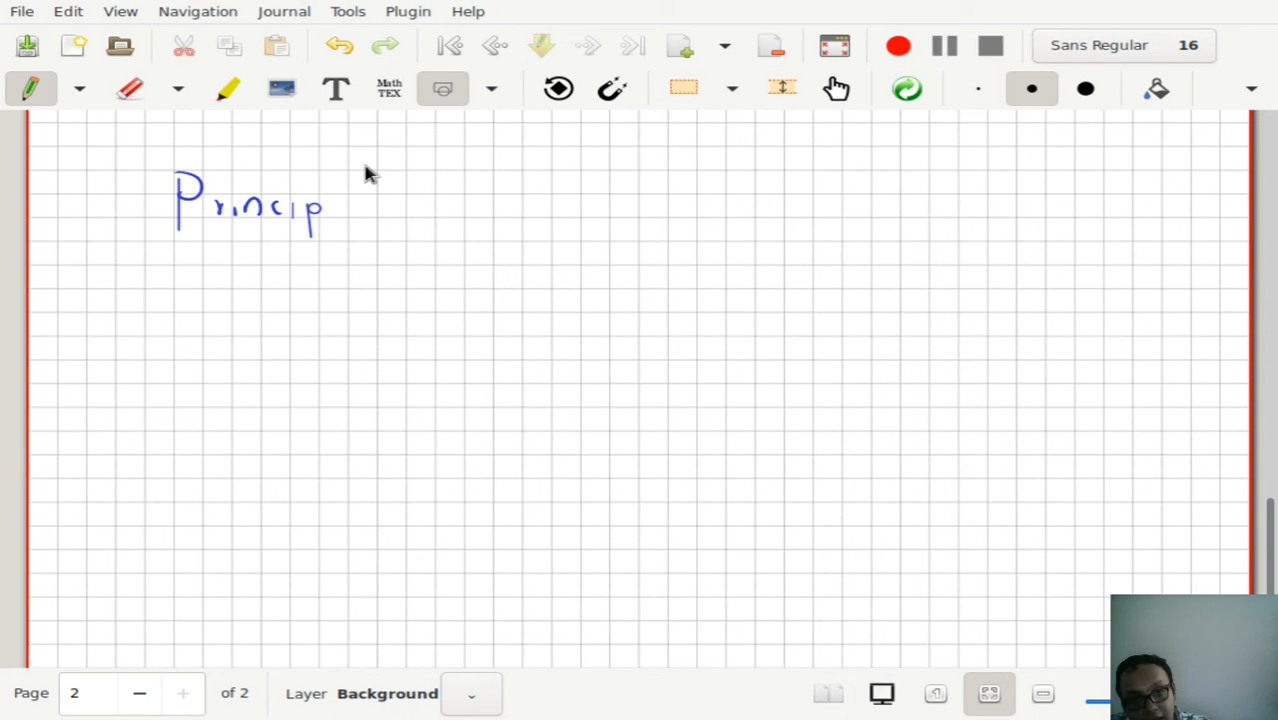 File Edit View Navigation Journal Tools Plugin Help
Sans Regular 16
Math
TEX
Princip
Page 2 of 2 Layer Background